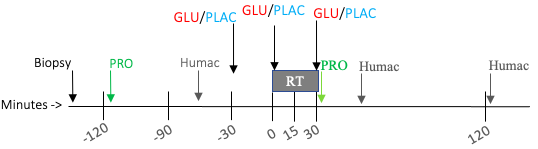 GLU/PLAC GLU/PLAC GLU/PLAC
Biopsy PRO Humac RT PRO Humac Humac
Minutes -> -120 -90 -30 0 15 30 120